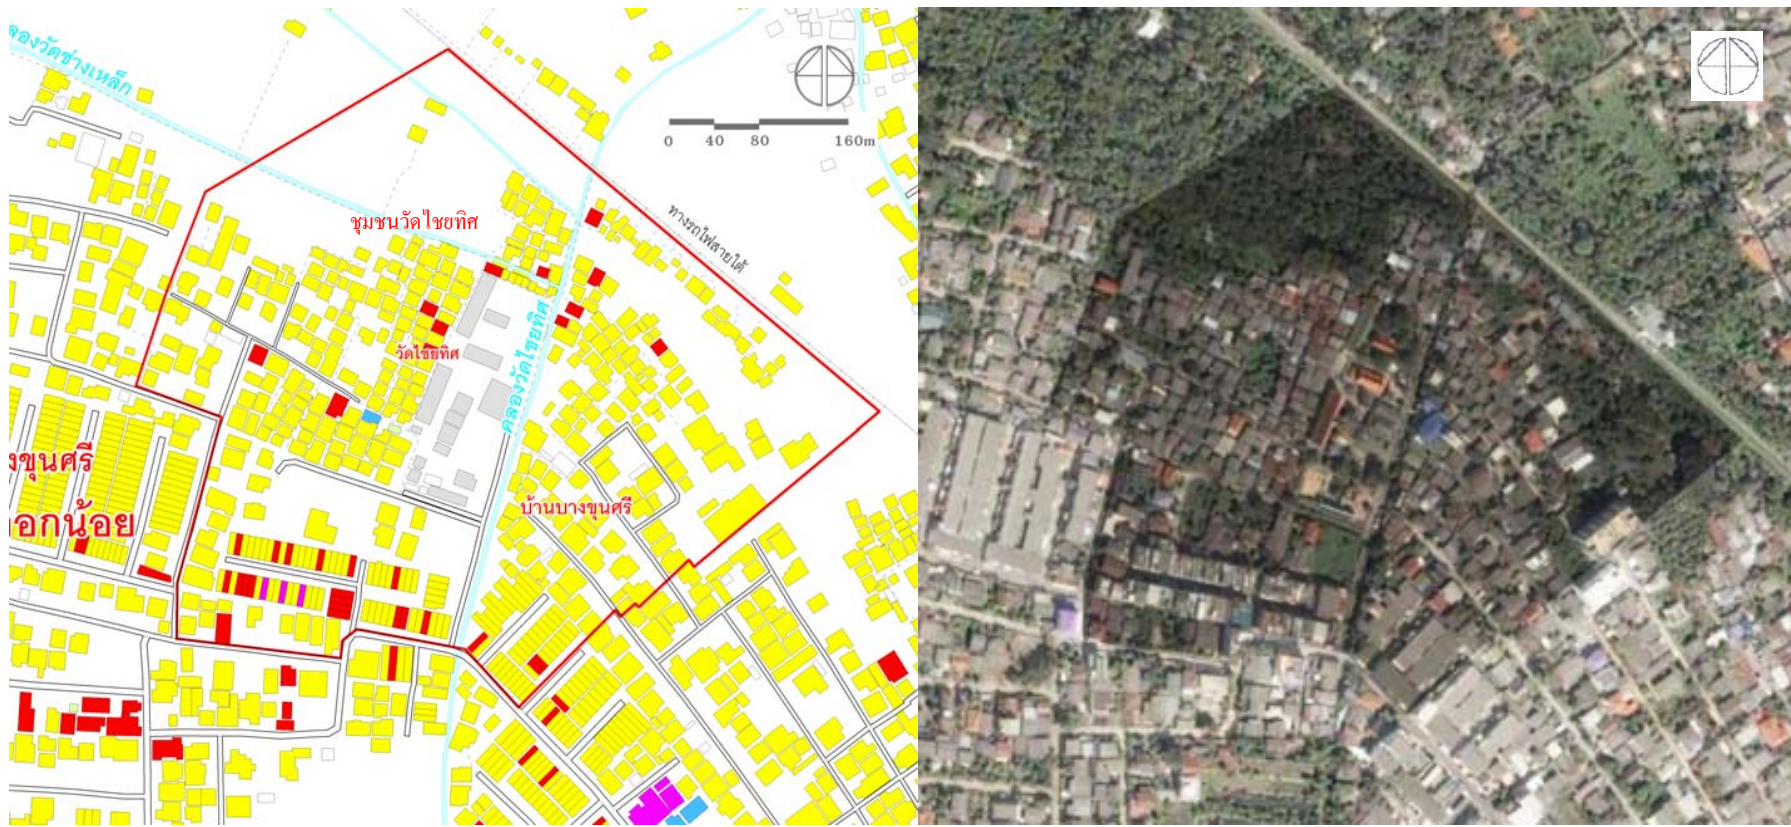 คลองวัดช่างเหล็ก
0 40 80 160m
ชุมชนวัดไชยทิศ
ทางรถไฟสายใต้
วัดไชยทิศ
คลองวัดไชยทิศ
งขุนศรี
บ้านบางขุนศรี
อกน้อย